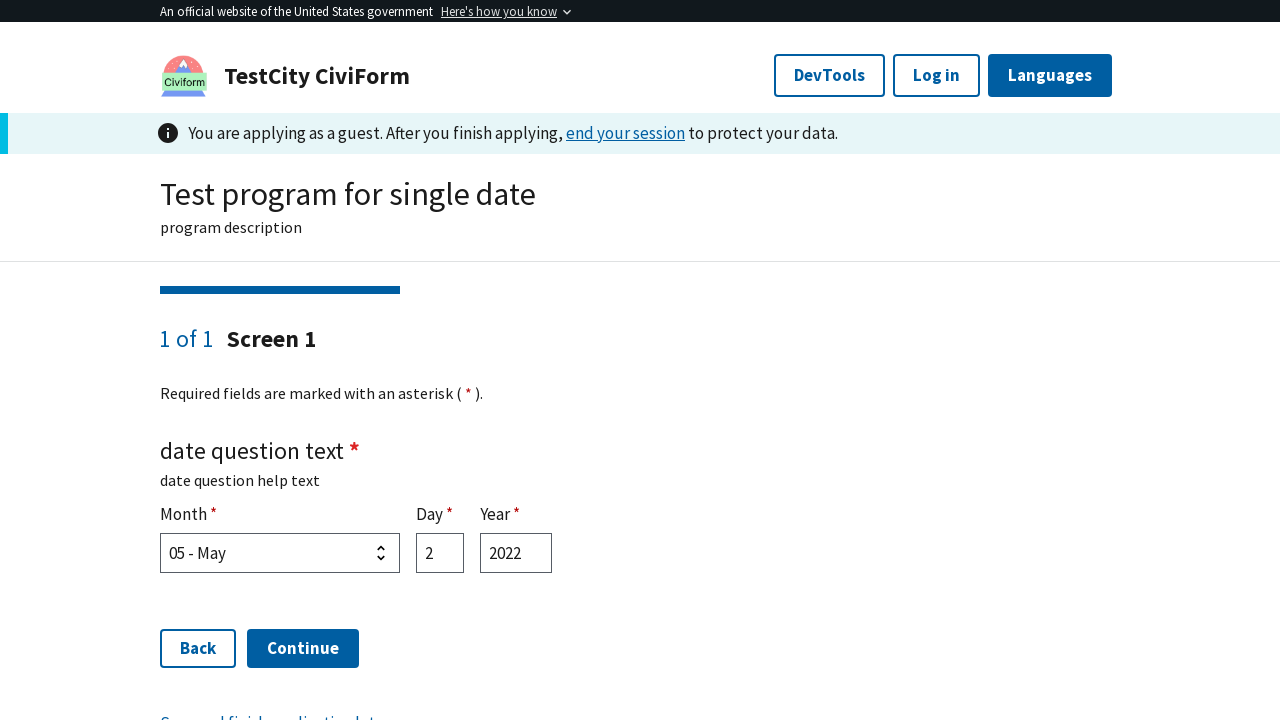 An official website of the United States government Here's how you know
Civiform
TestCity CiviForm
DevTools
Log in
Languages
You are applying as a guest. After you finish applying, end your session to protect your data.
Test program for single date
program description
1 of 1 Screen 1
Required fields are marked with an asterisk ( * ).
date question text *
date question help text
Month * Day * Year *
05 - May 2 2022
Back Continue